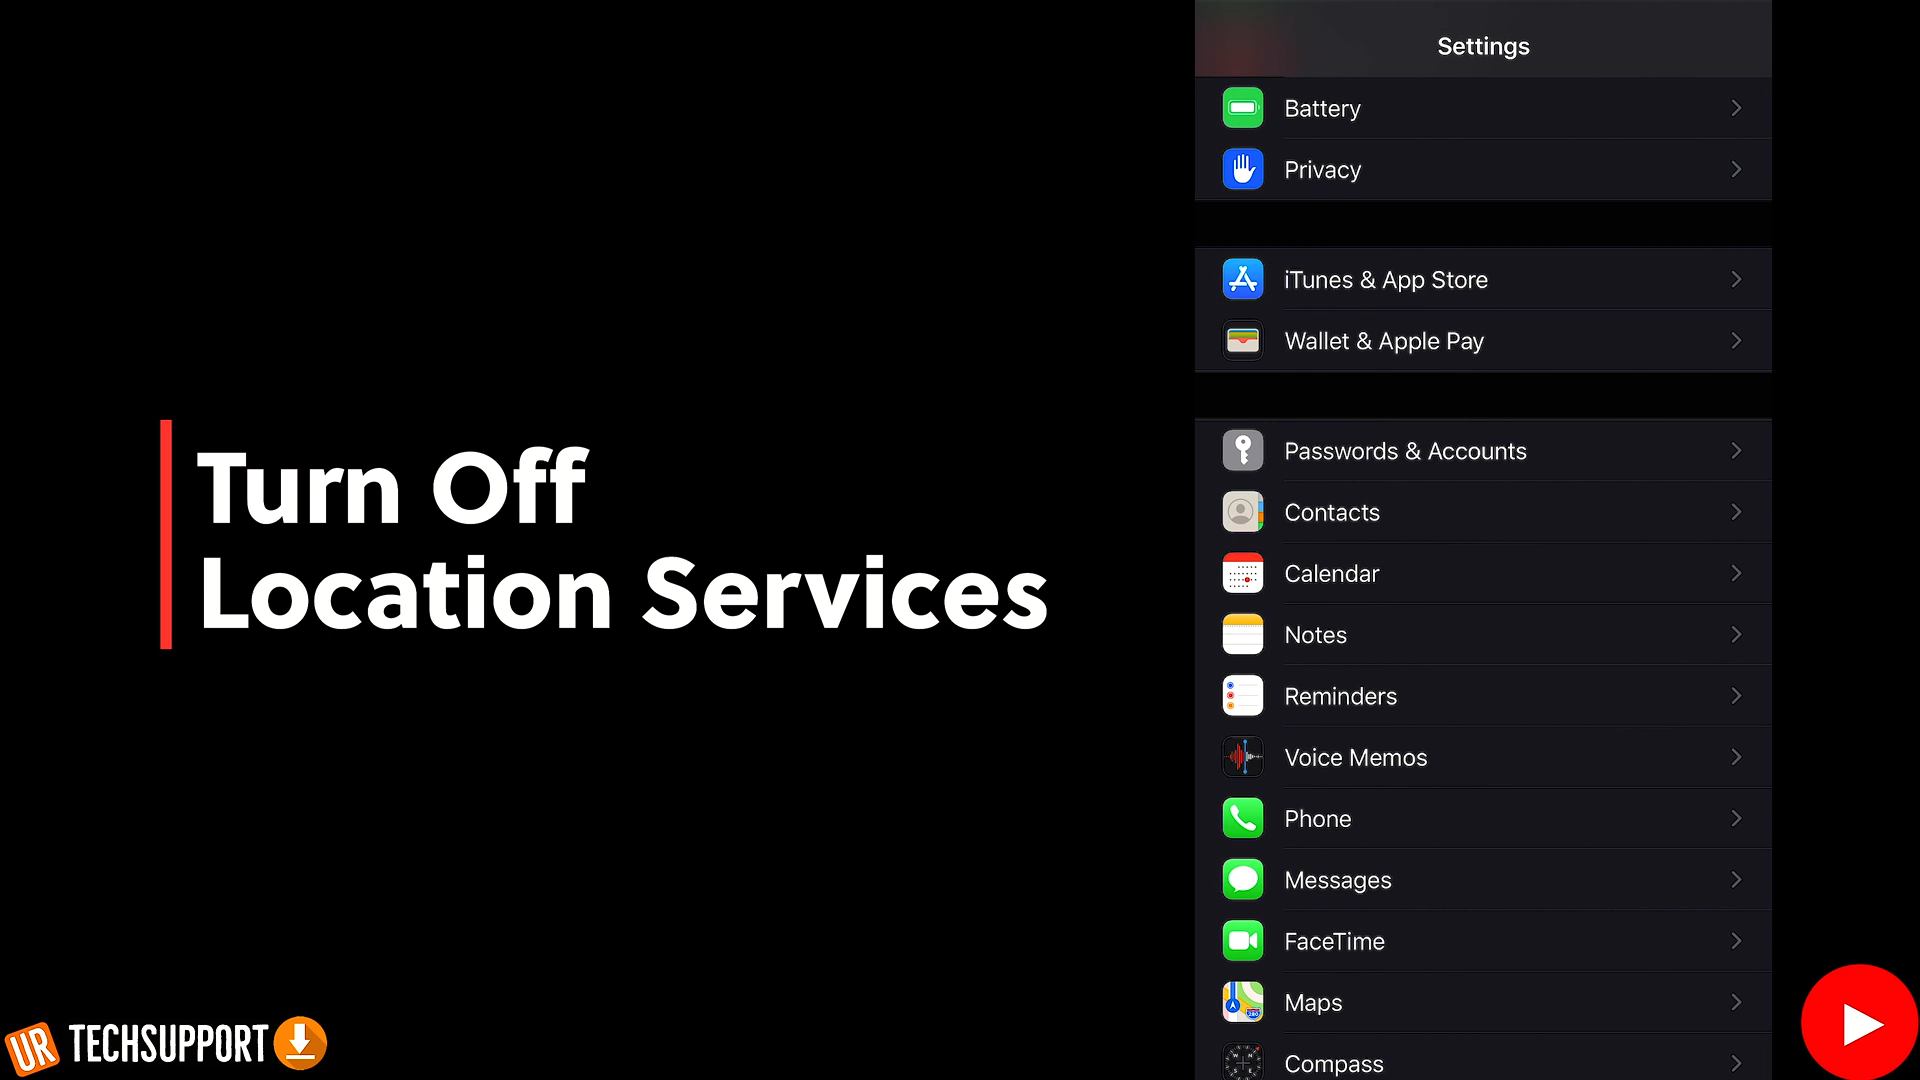 Settings
Battery
Privacy
iTunes & App Store
Wallet & Apple Pay
Passwords & Accounts
Contacts
Calendar
Notes
Reminders
Voice Memos
Phone
Messages
FaceTime
Maps
Compass
Turn Off
Location Services
UR TECHSUPPORT